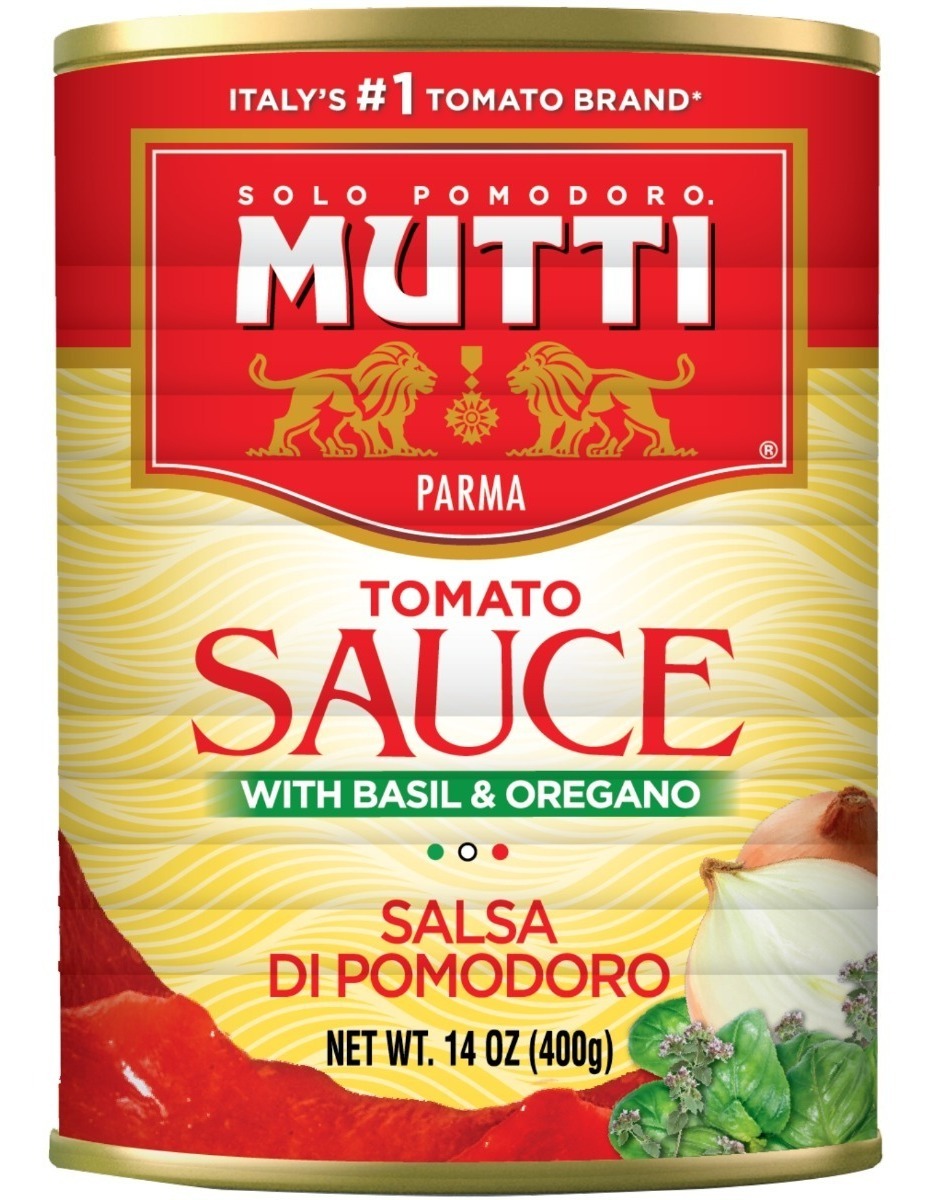 ITALY'S #1 TOMATO BRAND*
SOLO POMODORO.
MUTTI
®
PARMA
TOMATO
SAUCE
WITH BASIL & OREGANO
SALSA
DI POMODORO
NET WT. 14 OZ (400g)